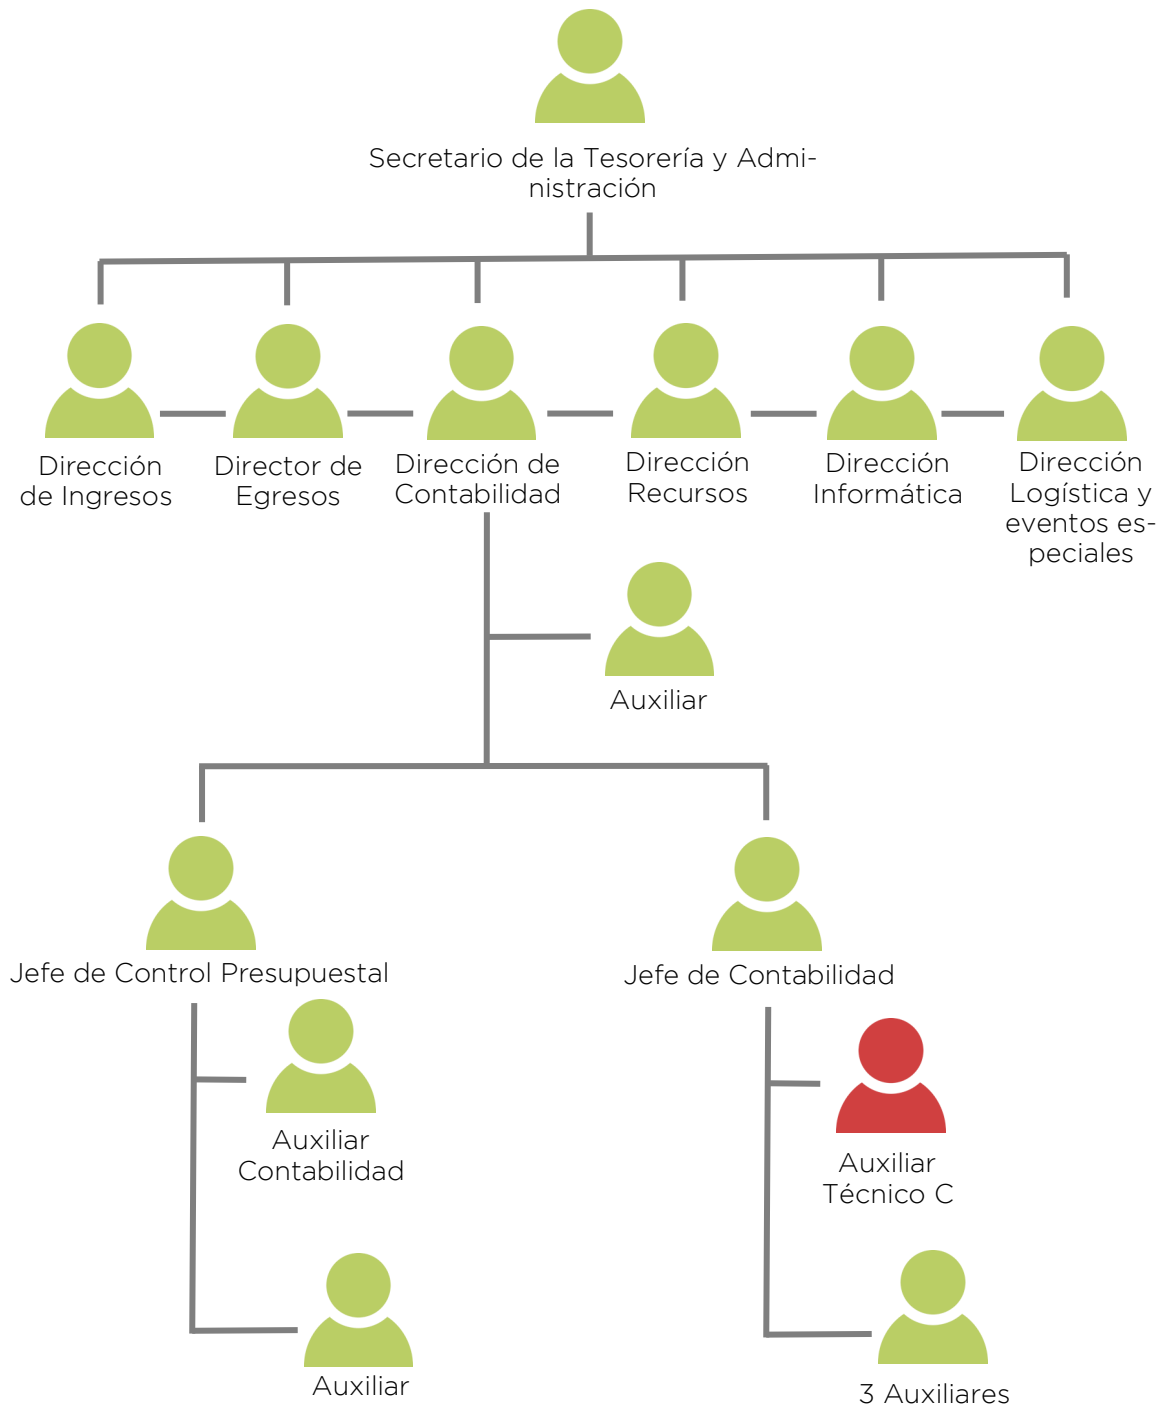 Secretario de la Tesorería y Admi-
nistración
Dirección
de Ingresos
Director de
Egresos
Dirección de
Contabilidad
Dirección
Recursos
Dirección
Informática
Dirección
Logística y
eventos es-
peciales
Auxiliar
Jefe de Control Presupuestal
Jefe de Contabilidad
Auxiliar
Contabilidad
Auxiliar
Técnico C
Auxiliar
3 Auxiliares